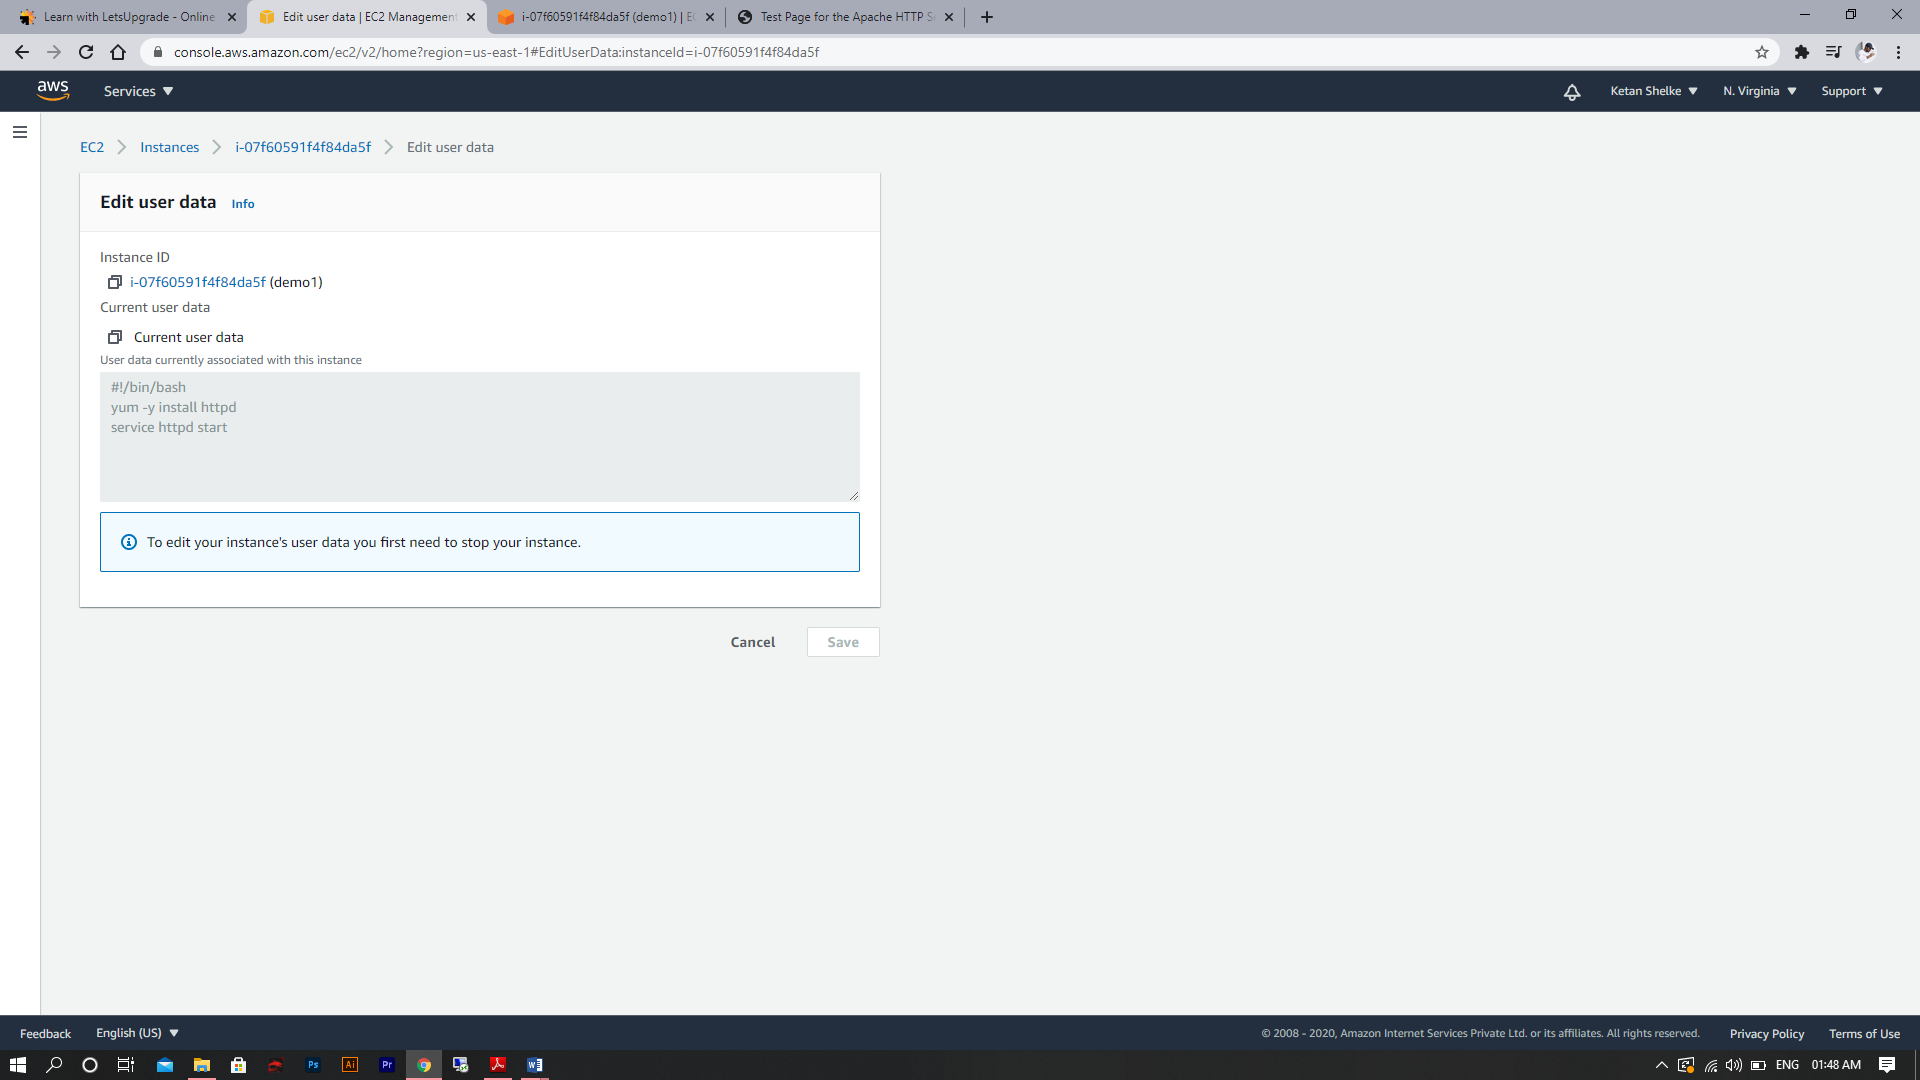 Learn with LetsUpgrade - Online
Edit user data | EC2 Management
i-07f60591f4f84da5f (demo1) | EC
Test Page for the Apache HTTP S
console.aws.amazon.com/ec2/v2/home?region=us-east-1#EditUserData:instanceId=i-07f60591f4f84da5f
aws
Services
Ketan Shelke
N. Virginia
Support
EC2
Instances
i-07f60591f4f84da5f
Edit user data
Edit user data Info
Instance ID
i-07f60591f4f84da5f (demo1)
Current user data
Current user data
User data currently associated with this instance
#!/bin/bash
yum -y install httpd
service httpd start
To edit your instance's user data you first need to stop your instance.
Cancel
Save
Feedback
English (US)
© 2008 - 2020, Amazon Internet Services Private Ltd. or its affiliates. All rights reserved.
Privacy Policy
Terms of Use
Ps
Ai
Pr
ENG
01:48 AM